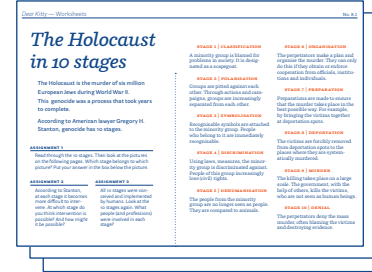 Dear Kitty — Worksheets
No. 8.2
The Holocaust
in 10 stages
The Holocaust is the murder of six million
European Jews during World War II.
This genocide was a process that took years
to complete.
According to American lawyer Gregory H.
Stanton, genocide has 10 stages.
ASSIGNMENT 1
Read through the 10 stages. Then look at the pictures
on the following pages. Which stage belongs to which
picture? Put your answer in the box below the picture.
ASSIGNMENT 2
According to Stanton,
at each stage it becomes
more difficult to inter-
vene. At which stage do
you think intervention is
possible? And how might
it be possible?
ASSIGNMENT 3
All 10 stages were con-
ceived and implemented
by humans. Look at the
10 stages again. What
people (and professions)
were involved in each
stage?
STAGE 1 | CLASSIFICATION
A minority group is blamed for
problems in society. It is desig-
nated as a scapegoat.
STAGE 2 | POLARISATION
Groups are pitted against each
other. Through actions and cam-
paigns, groups are increasingly
separated from each other.
STAGE 3 | SYMBOLISATION
Recognisable symbols are attached
to the minority group. People
who belong to it are immediately
recognisable.
STAGE 4 | DISCRIMINATION
Using laws, measures, the minor-
ity group is discriminated against.
People of this group increasingly
lose (civil) rights.
STAGE 5 | DEHUMANISATION
The people from the minority
group are no longer seen as people.
They are compared to animals.
STAGE 6 | ORGANISATION
The perpetrators make a plan and
organise the murder. They can only
do this if they obtain or enforce
cooperation from officials, institu-
tions and individuals.
STAGE 7 | PREPARATION
Preparations are made to ensure
that the murder takes place in the
best possible way. For example,
by bringing the victims together
at deportation spots.
STAGE 8 | DEPORTATION
The victims are forcibly removed
from deportation spots to the
places where they are system-
atically murdered.
STAGE 9 | MURDER
The killing takes place on a large
scale. The government, with the
help of others, kills the victims,
who are not seen as human beings.
STAGE 10 | DENIAL
The perpetrators deny the mass
murder, often blaming the victims
and destroying evidence.